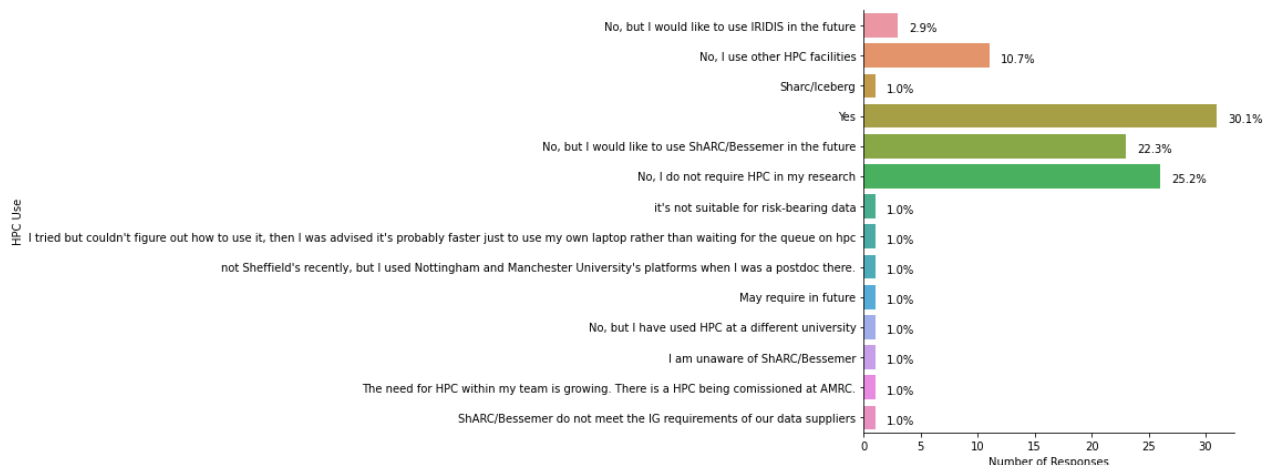 No, but I would like to use IRIDIS in the future
2.9%
No, I use other HPC facilities
10.7%
Sharc/Iceberg
1.0%
Yes
30.1%
No, but I would like to use ShARC/Bessemer in the future
22.3%
No, I do not require HPC in my research
25.2%
it's not suitable for risk-bearing data
1.0%
HPC Use
I tried but couldn't figure out how to use it, then I was advised it's probably faster just to use my own laptop rather than waiting for the queue on hpc
1.0%
not Sheffield's recently, but I used Nottingham and Manchester University's platforms when I was a postdoc there.
1.0%
May require in future
1.0%
No, but I have used HPC at a different university
1.0%
I am unaware of ShARC/Bessemer
1.0%
The need for HPC within my team is growing. There is a HPC being comissioned at AMRC.
1.0%
ShARC/Bessemer do not meet the IG requirements of our data suppliers
1.0%
0 5 10 15 20 25 30
Number of Responses